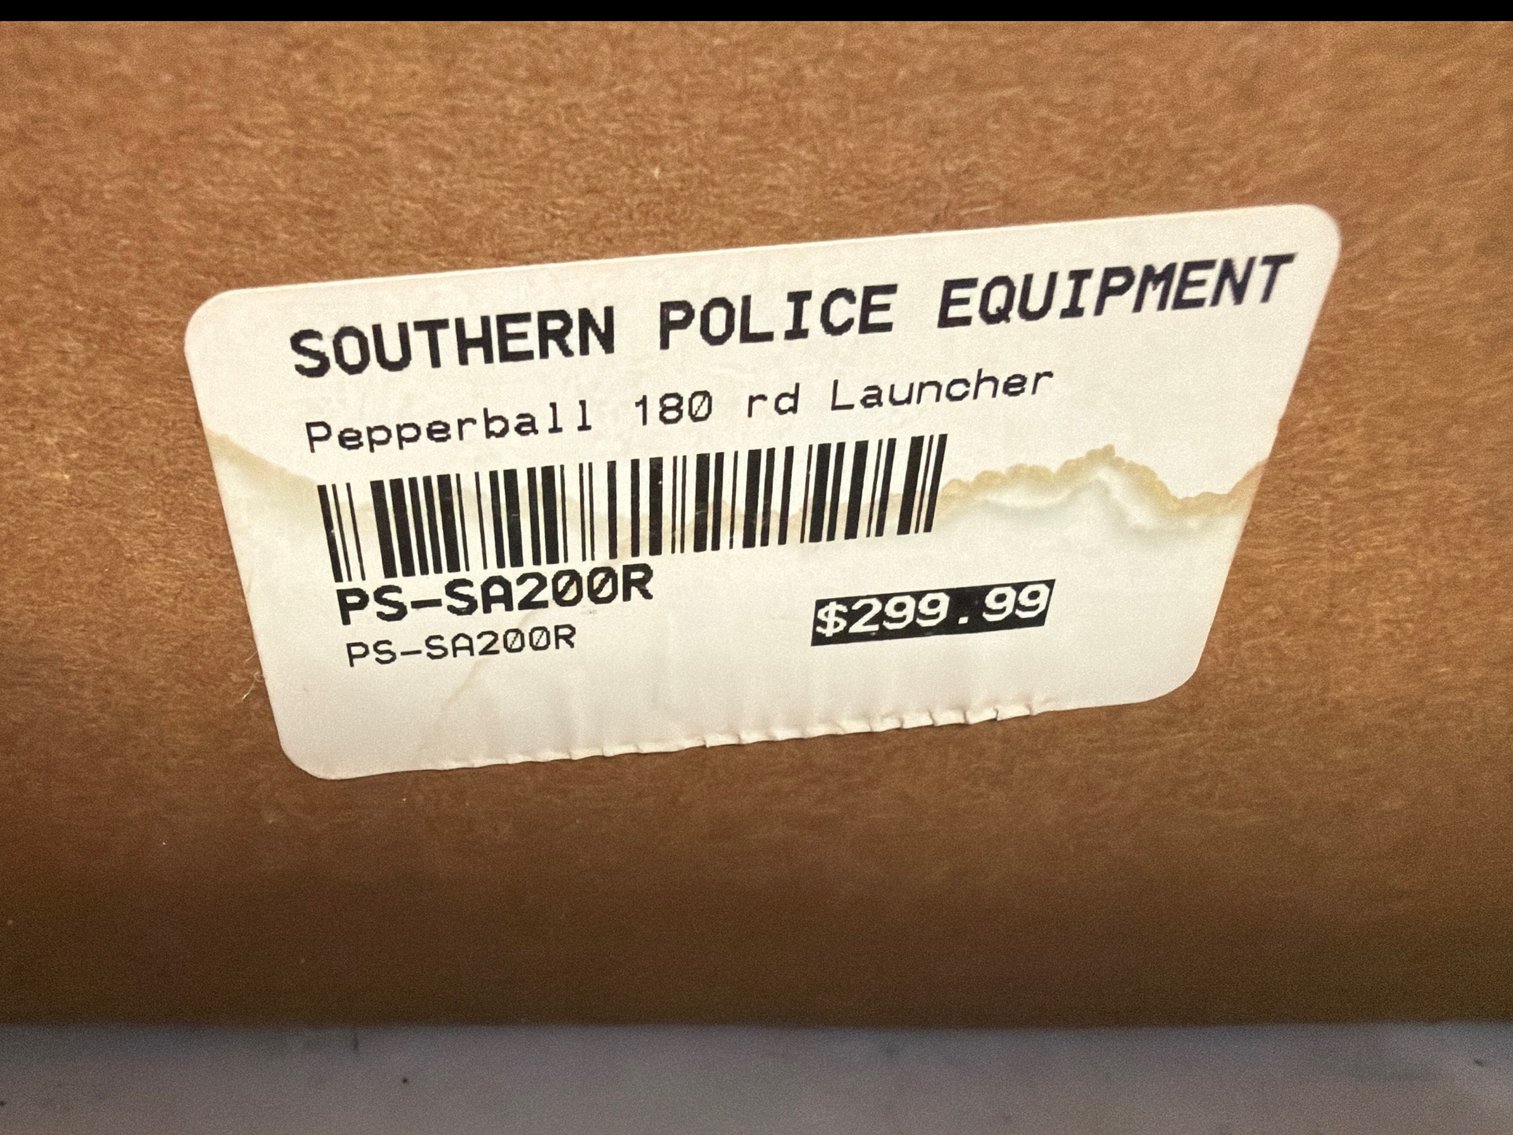 SOUTHERN POLICE EQUIPMENT
Pepperball 180 rd Launcher
PS-SA200R
PS-SA200R
$299.99